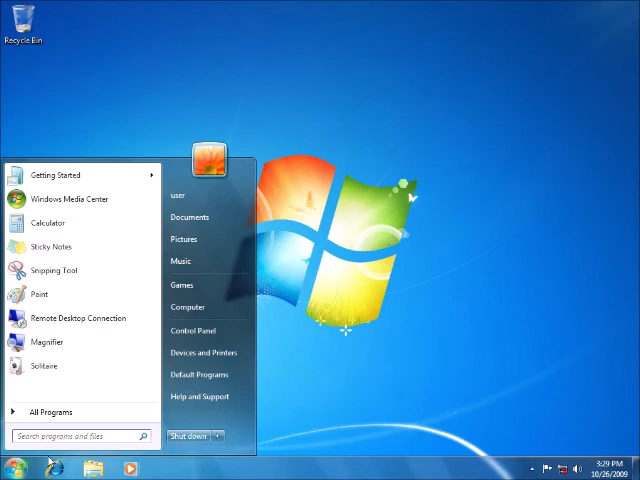 Recycle Bin
Getting Started
Windows Media Center
Calculator
Sticky Notes
Snipping Tool
Paint
Remote Desktop Connection
Magnifier
Solitaire
All Programs
Search programs and files
user
Documents
Pictures
Music
Games
Computer
Control Panel
Devices and Printers
Default Programs
Help and Support
Shut down
3:29 PM
10/26/2009